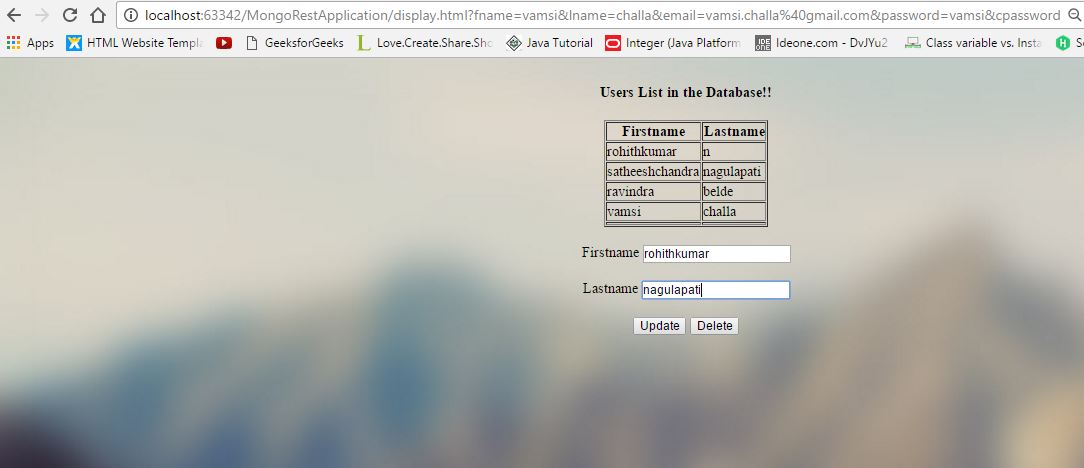 localhost:63342/MongoRestApplication/display.html?fname=vamsi&lname=challa&email=vamsi.challa%40gmail.com&password=vamsi&cpassword
Apps HTML Website Templa GeeksforGeeks Love.Create.Share.Sho Java Tutorial Integer (Java Platform IDE ONE Ideone.com - DvJYu2 Class variable vs. Insta H Sc
Users List in the Database!!
Firstname Lastname
rohithkumar n
satheeshchandra nagulapati
ravindra belde
vamsi challa
Firstname rohithkumar
Lastname nagulapati
Update Delete